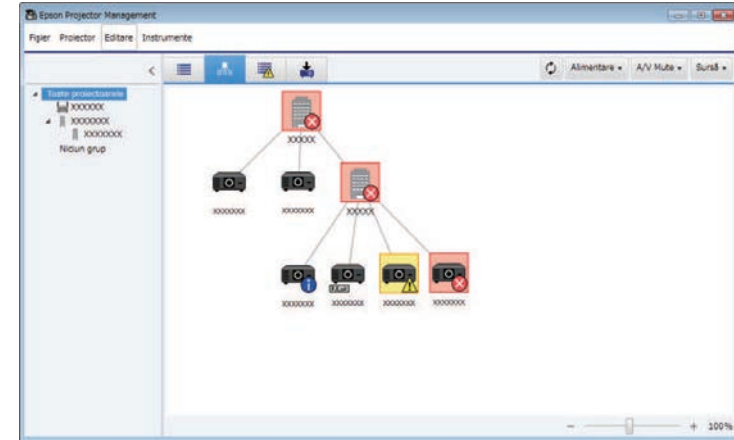 Epson Projector Management
Fişier Proiector Editare Instrumente
Alimentare A/V Mute Sursă
Toate proiectoarele
XXXXXX
XXXXXXX
XXXXXXX
Niciun grup
XXXXX
XXXXXXX XXXXXXX XXXXX
XXXXXXX XXXXXXX XXXXXXX XXXXXXX
100%